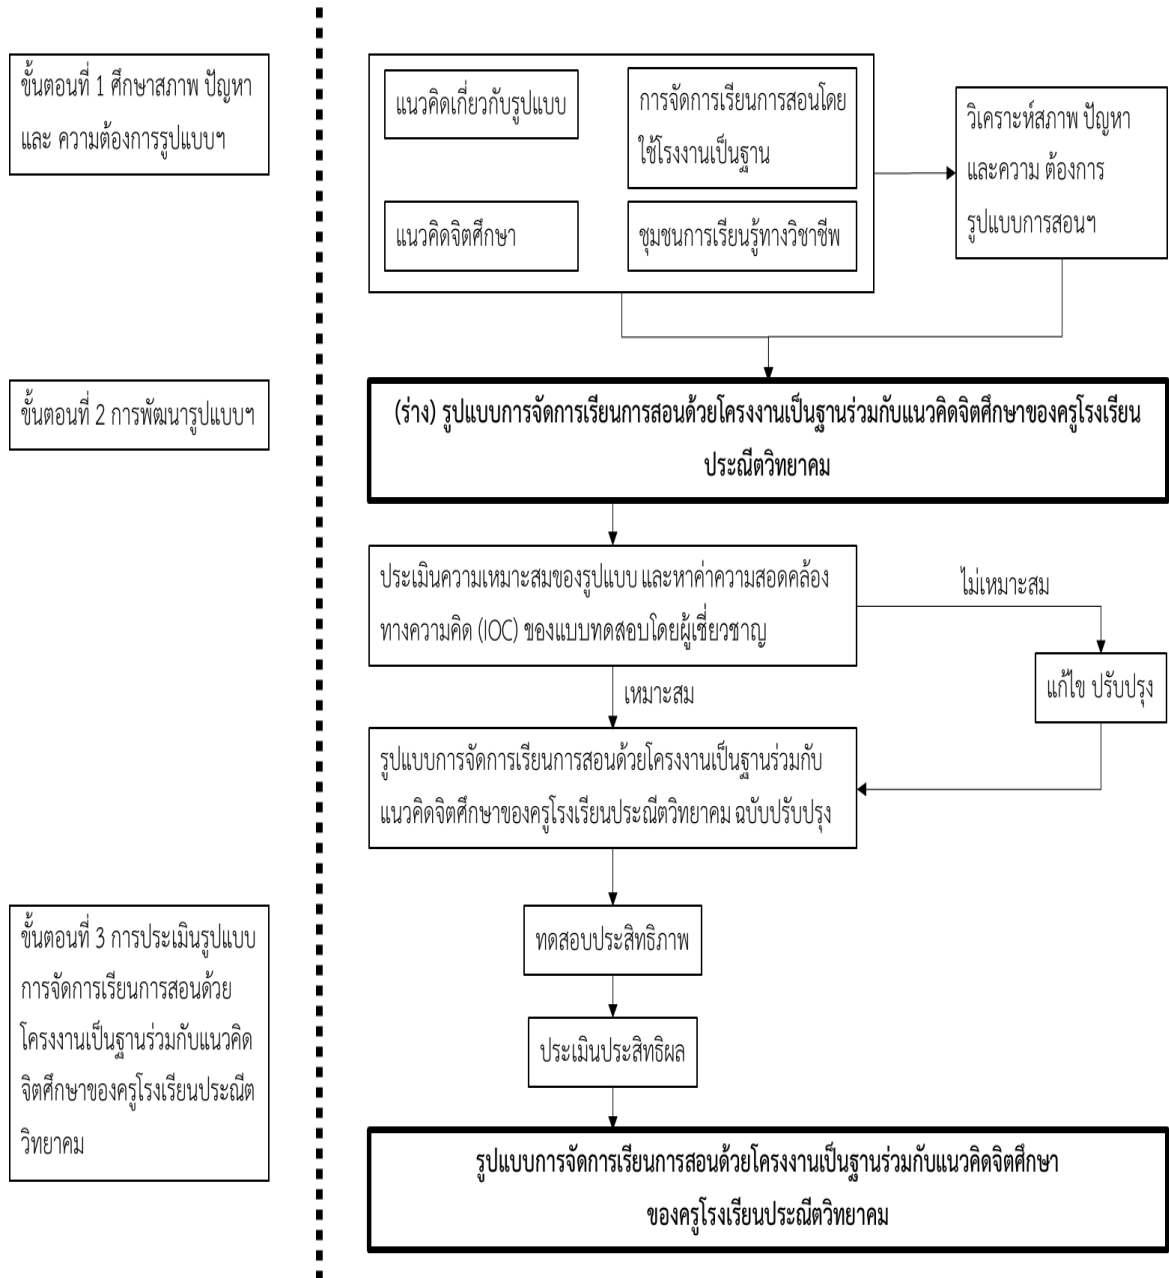 ขั้นตอนที่ 1 ศึกษาสภาพ ปัญหา
และ ความต้องการรูปแบบฯ
แนวคิดเกี่ยวกับรูปแบบ
การจัดการเรียนการสอนโดย
ใช้โรงงานเป็นฐาน
แนวคิดจิตศึกษา
ชุมชนการเรียนรู้ทางวิชาชีพ
วิเคราะห์สภาพ ปัญหา
และความ ต้องการ
รูปแบบการสอนฯ
ขั้นตอนที่ 2 การพัฒนารูปแบบฯ
(ร่าง) รูปแบบการจัดการเรียนการสอนด้วยโครงงานเป็นฐานร่วมกับแนวคิดจิตศึกษาของครูโรงเรียน
ประณีตวิทยาคม
ประเมินความเหมาะสมของรูปแบบ และหาค่าความสอดคล้อง
ทางความคิด (IOC) ของแบบทดสอบโดยผู้เชี่ยวชาญ
ไม่เหมาะสม
แก้ไข ปรับปรุง
เหมาะสม
รูปแบบการจัดการเรียนการสอนด้วยโครงงานเป็นฐานร่วมกับ
แนวคิดจิตศึกษาของครูโรงเรียนประณีตวิทยาคม ฉบับปรับปรุง
ขั้นตอนที่ 3 การประเมินรูปแบบ
การจัดการเรียนการสอนด้วย
โครงงานเป็นฐานร่วมกับแนวคิด
จิตศึกษาของครูโรงเรียนประณีต
วิทยาคม
ทดสอบประสิทธิภาพ
ประเมินประสิทธิผล
รูปแบบการจัดการเรียนการสอนด้วยโครงงานเป็นฐานร่วมกับแนวคิดจิตศึกษา
ของครูโรงเรียนประณีตวิทยาคม